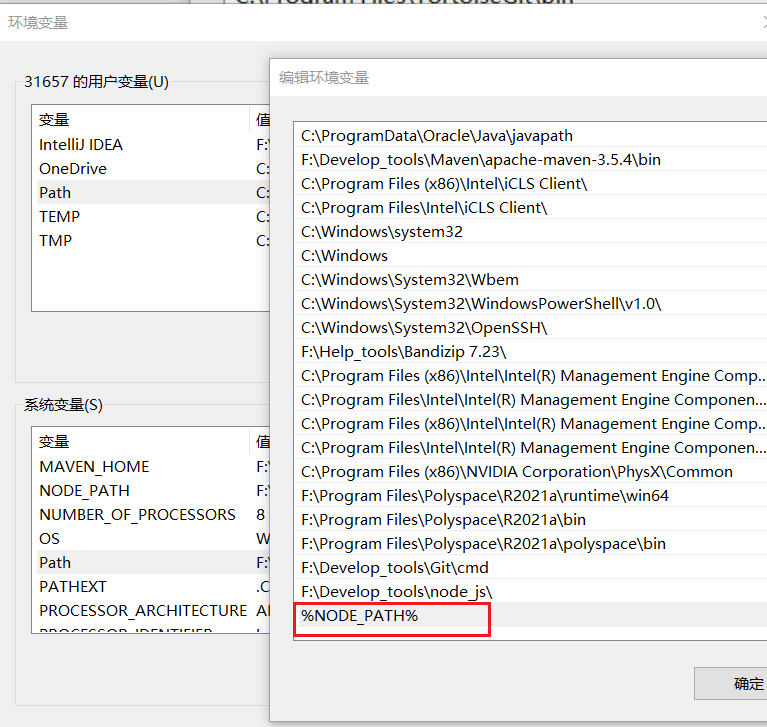 C:\Program Files\TortoiseGit\bin
环境变量
31657 的用户变量(U)
变量
值
IntelliJ IDEA
F:\
OneDrive
C:
Path
C:
TEMP
C:
TMP
C:
系统变量(S)
变量
值
MAVEN_HOME
F:\
NODE_PATH
F:\
NUMBER_OF_PROCESSORS
8
OS
W
Path
F:\
PATHEXT
.C
PROCESSOR_ARCHITECTURE
PROCESSOR_IDENTIFIER
编辑环境变量
C:\ProgramData\Oracle\Java\javapath
F:\Develop_tools\Maven\apache-maven-3.5.4\bin
C:\Program Files (x86)\Intel\iCLS Client\
C:\Program Files\Intel\iCLS Client\
C:\Windows\system32
C:\Windows
C:\Windows\System32\Wbem
C:\Windows\System32\WindowsPowerShell\v1.0\
C:\Windows\System32\OpenSSH\
F:\Help_tools\Bandizip 7.23\
C:\Program Files (x86)\Intel\Intel(R) Management Engine Comp...
C:\Program Files\Intel\Intel(R) Management Engine Componen...
C:\Program Files (x86)\Intel\Intel(R) Management Engine Comp...
C:\Program Files\Intel\Intel(R) Management Engine Componen...
C:\Program Files (x86)\NVIDIA Corporation\PhysX\Common
F:\Program Files\Polyspace\R2021a\runtime\win64
F:\Program Files\Polyspace\R2021a\bin
F:\Program Files\Polyspace\R2021a\polyspace\bin
F:\Develop_tools\Git\cmd
F:\Develop_tools\node_js\
%NODE_PATH%
确定